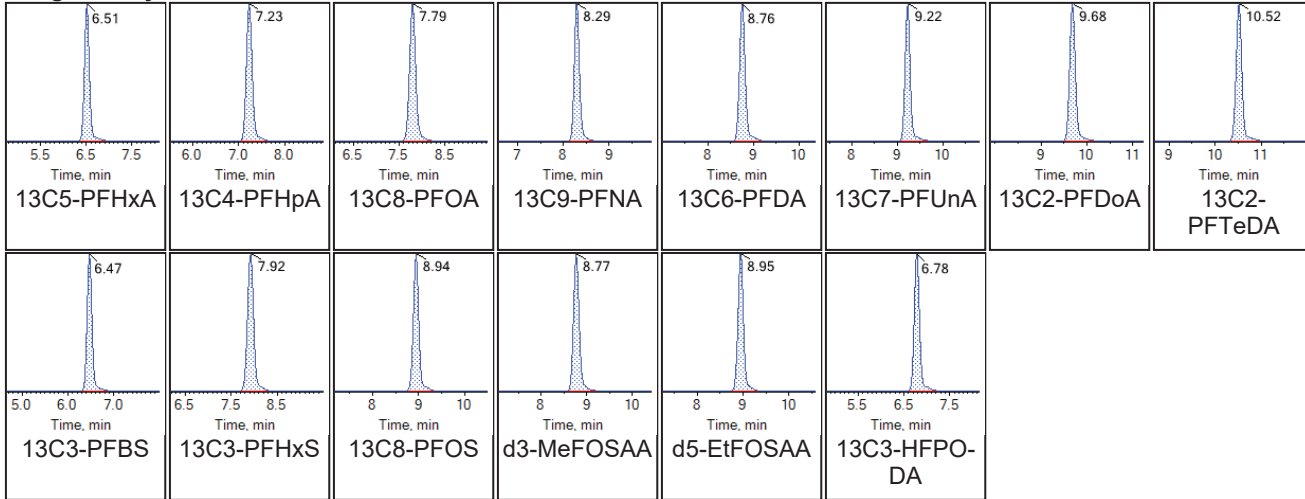 6.51 7.23 7.79 8.29 8.76 9.22 9.68 10.52
5.5 6.5 7.5 6.0 7.0 8.0 6.5 7.5 8.5 7 8 9 8 9 10 8 9 10 9 10 11 9 10 11
Time, min Time, min Time, min Time, min Time, min Time, min Time, min Time, min
13C5-PFHxA 13C4-PFHpA 13C8-PFOA 13C9-PFNA 13C6-PFDA 13C7-PFUnA 13C2-PFDoA 13C2-
PFTeDA
6.47 7.92 8.94 8.77 8.95 6.78
5.0 6.0 7.0 6.5 7.5 8.5 8 9 10 8 9 10 8 9 10 5.5 6.5 7.5
Time, min Time, min Time, min Time, min Time, min Time, min
13C3-PFBS 13C3-PFHxS 13C8-PFOS d3-MeFOSAA d5-EtFOSAA 13C3-HFPO-
DA